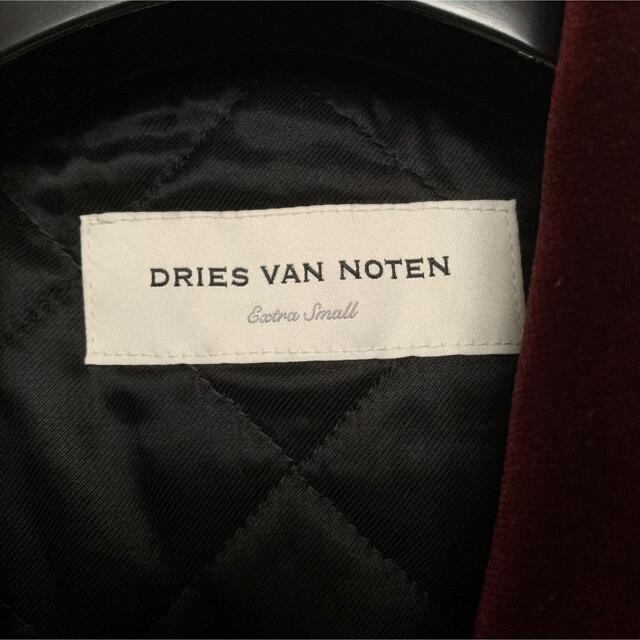 DRIES VAN NOTEN
Extra Small